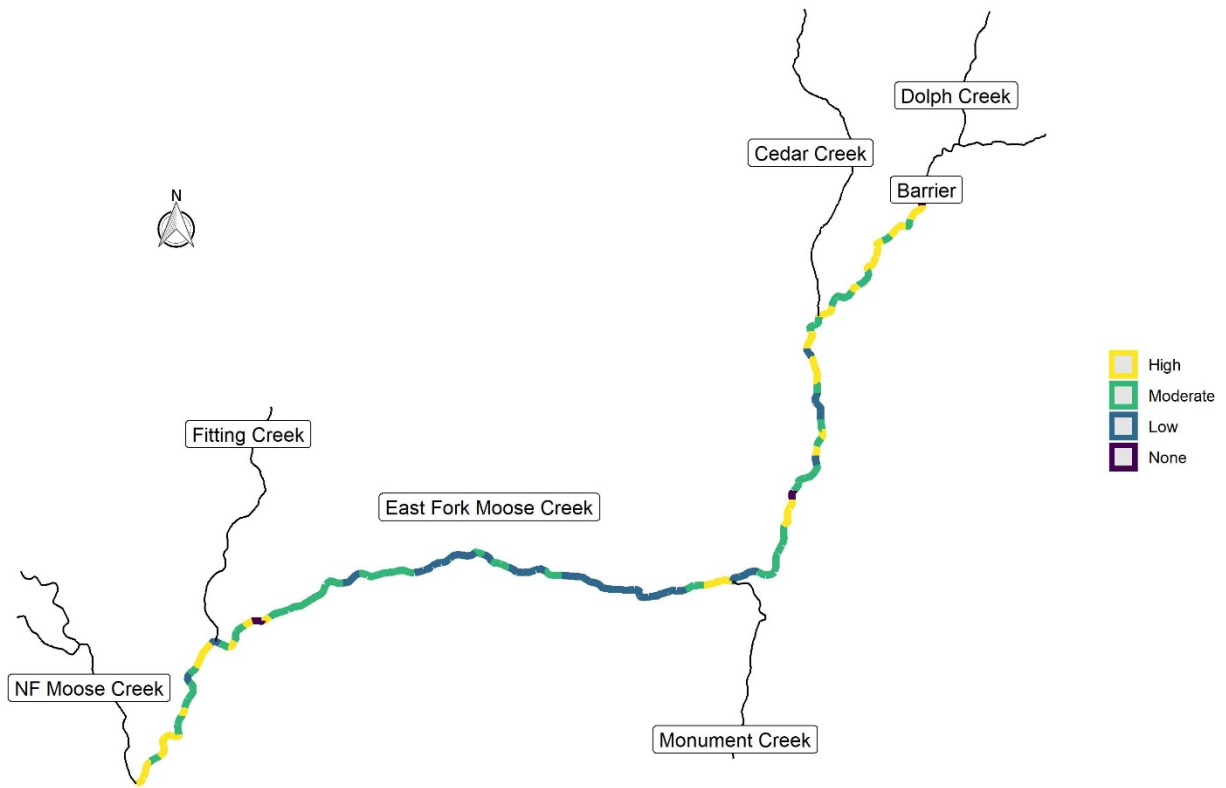 Dolph Creek
Cedar Creek
Barrier
N
High
Moderate
Low
None
Fitting Creek
East Fork Moose Creek
NF Moose Creek
Monument Creek